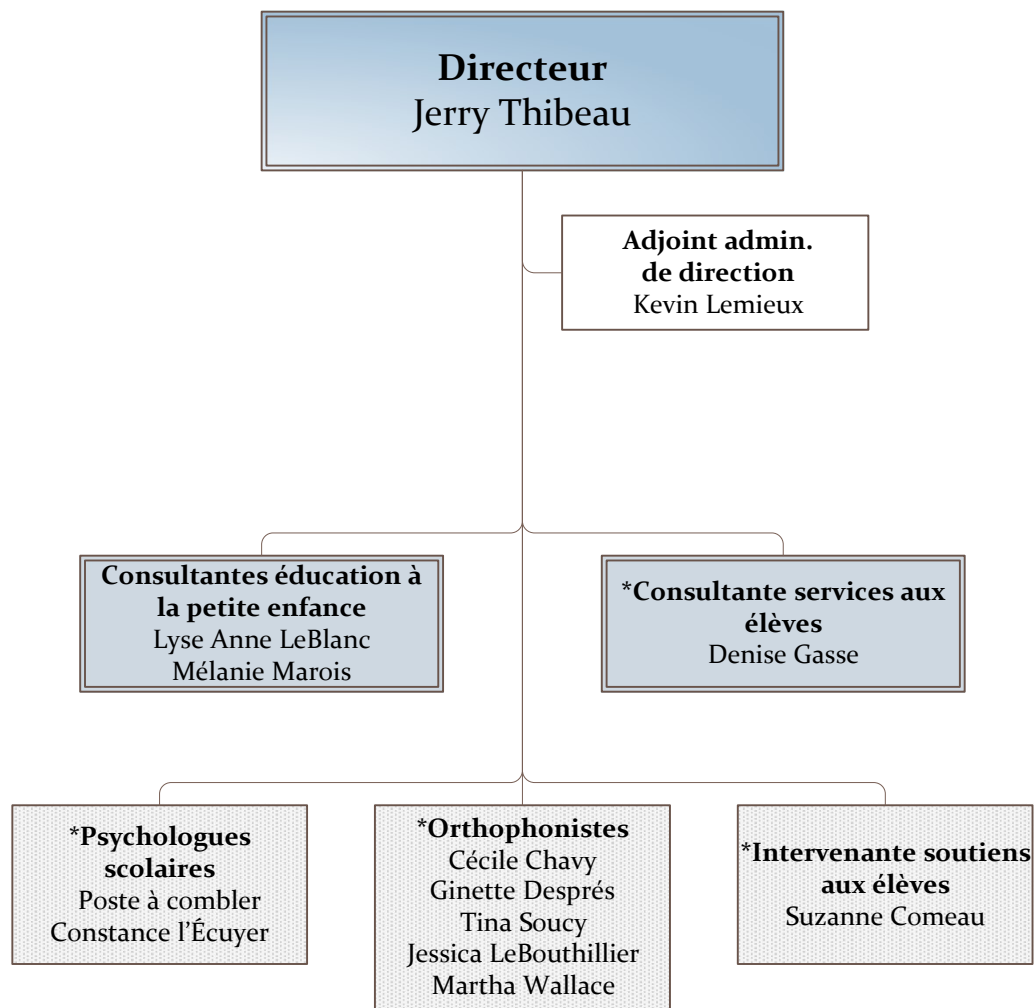 Directeur
Jerry Thibeau
Adjoint admin.
de direction
Kevin Lemieux
Consultantes éducation à
la petite enfance
Lyse Anne LeBlanc
Mélanie Marois
*Consultante services aux
élèves
Denise Gasse
*Psychologues
scolaires
Poste à combler
Constance l’Écuyer
*Orthophonistes
Cécile Chavy
Ginette Després
Tina Soucy
Jessica LeBouthillier
Martha Wallace
*Intervenante soutiens
aux élèves
Suzanne Comeau